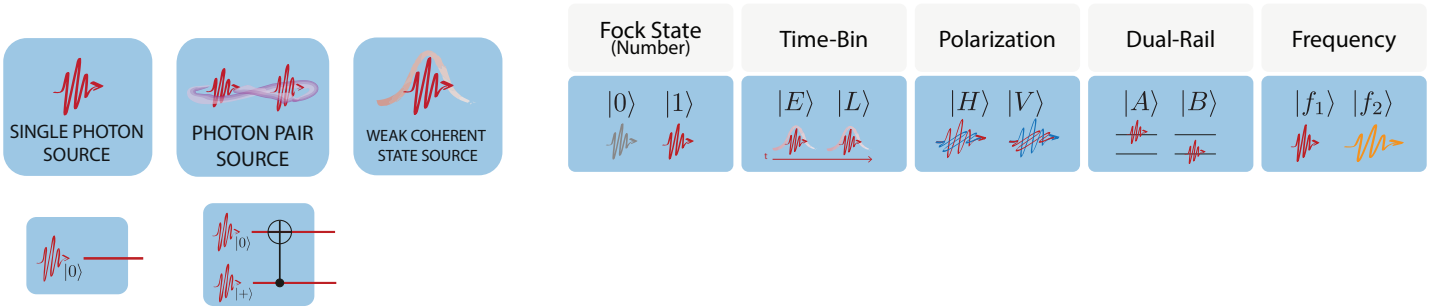 SINGLE PHOTON
SOURCE
PHOTON PAIR
SOURCE
WEAK COHERENT
STATE SOURCE
|0⟩
|0⟩
|+⟩
Fock State
(Number)
Time-Bin
Polarization
Dual-Rail
Frequency
|0⟩ |1⟩
|E⟩ |L⟩
t
|H⟩ |V⟩
|A⟩ |B⟩
|f₁⟩ |f₂⟩